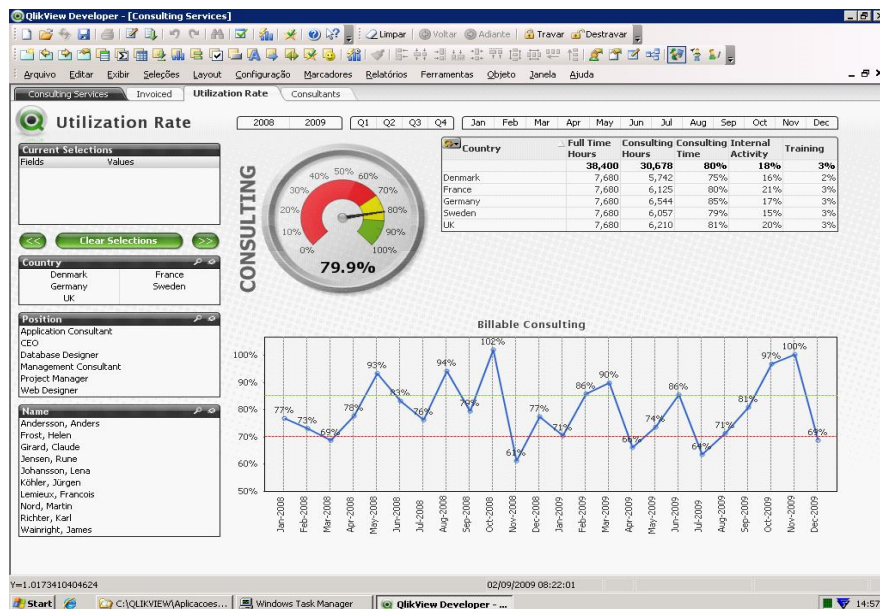 QlikView Developer - [Consulting Services]
Limpar Voltar Adiante Travar Destravar
Arquivo Editar Exibir Seleções Layout Configuração Marcadores Relatórios Ferramentas Objeto Janela Ajuda
Consulting Services Invoiced Utilization Rate Consultants
Utilization Rate
2008 2009 Q1 Q2 Q3 Q4 Jan Feb Mar Apr May Jun Jul Aug Sep Oct Nov Dec
Current Selections
Fields Values
<< Clear Selections >>
Country
Denmark France
Germany Sweden
UK
Position
Application Consultant
CEO
Database Designer
Management Consultant
Project Manager
Web Designer
Name
Andersson, Anders
Frost, Helen
Girard, Claude
Jensen, Rune
Johansson, Lena
Köhler, Jürgen
Lemieux, Francois
Nord, Martin
Richter, Karl
Wainright, James
CONSULTING
0% 10% 20% 30% 40% 50% 60% 70% 80% 90% 100%
79.9%
Country Full Time Hours Consulting Hours Consulting Time Internal Activity Training
38,400 30,678 80% 18% 3%
Denmark 7,680 5,742 75% 16% 2%
France 7,680 6,125 80% 21% 3%
Germany 7,680 6,544 85% 17% 3%
Sweden 7,680 6,057 79% 15% 3%
UK 7,680 6,210 81% 20% 3%
Billable Consulting
100%
90%
80%
70%
60%
50%
77% 73% 69% 78% 93% 83% 76% 94% 79% 102% 61% 77% 71% 86% 90% 66% 74% 86% 64% 71% 81% 97% 100% 69%
Jan-2008 Feb-2008 Mar-2008 Apr-2008 May-2008 Jun-2008 Jul-2008 Aug-2008 Sep-2008 Oct-2008 Nov-2008 Dec-2008 Jan-2009 Feb-2009 Mar-2009 Apr-2009 May-2009 Jun-2009 Jul-2009 Aug-2009 Sep-2009 Oct-2009 Nov-2009 Dec-2009
Y=1.0173410404624 02/09/2009 08:22:01
Start C:\QLIKVIEW\Aplicacoes... Windows Task Manager QlikView Developer - ... 14:57